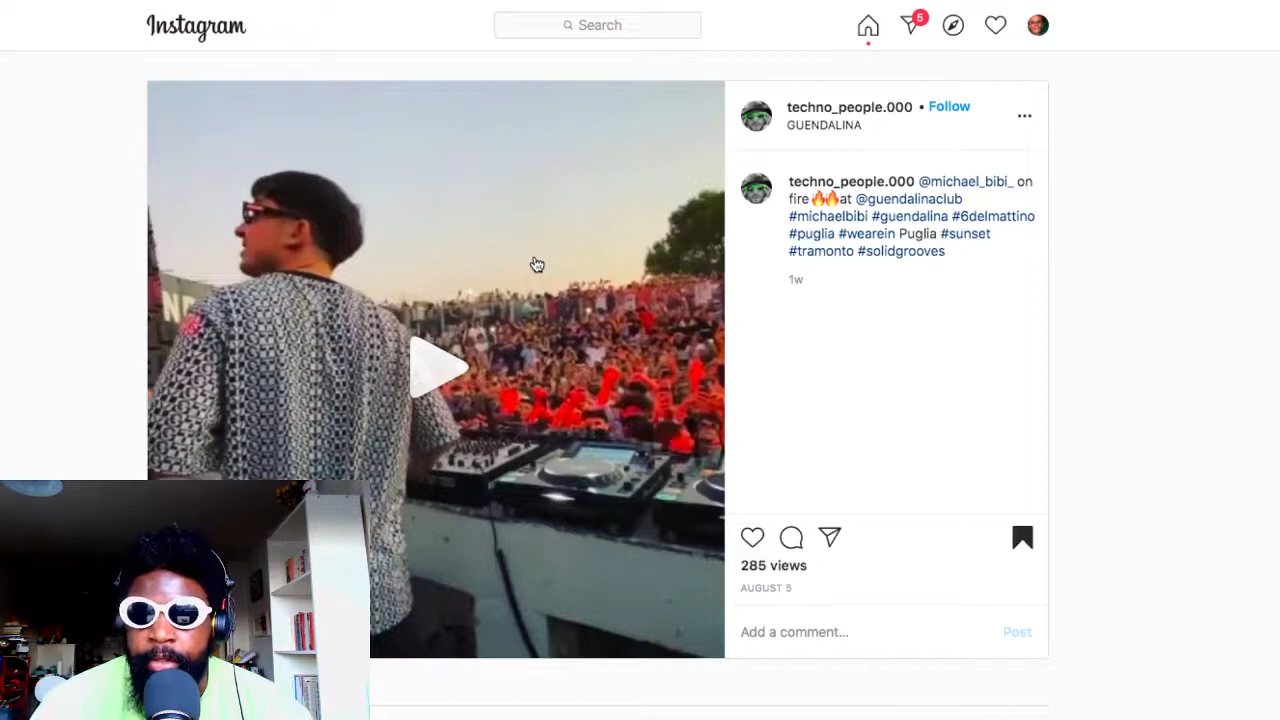 Instagram
Search
5
techno_people.000 • Follow
GUENDALINA
techno_people.000 @michael_bibi_ on
fire🔥🔥at @guendalinaclub
#michaelbibi #guendalina #6delmattino
#puglia #wearein Puglia #sunset
#tramonto #solidgrooves
1w
285 views
AUGUST 5
Add a comment...
Post